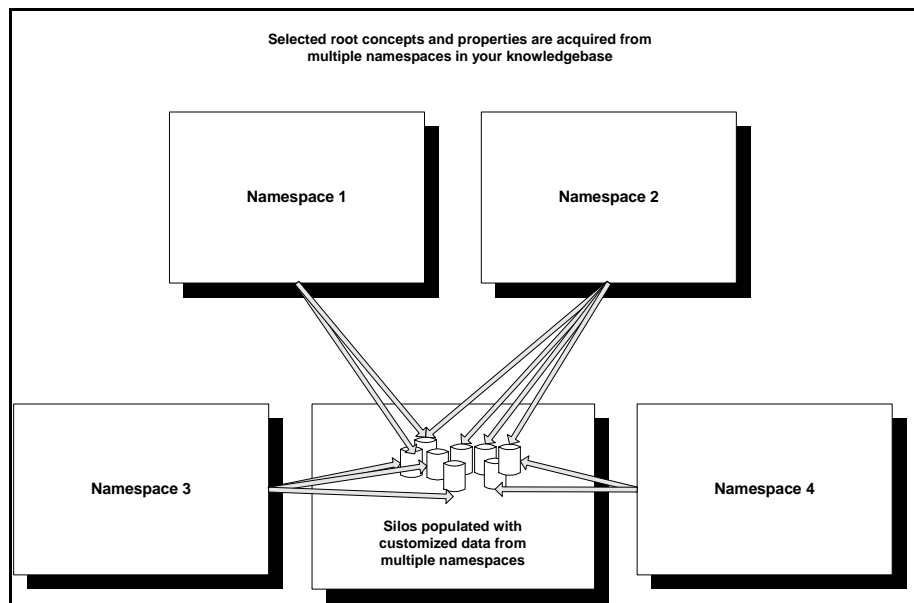 Selected root concepts and properties are acquired from
multiple namespaces in your knowledgebase
Namespace 1
Namespace 2
Namespace 3
Silos populated with
customized data from
multiple namespaces
Namespace 4